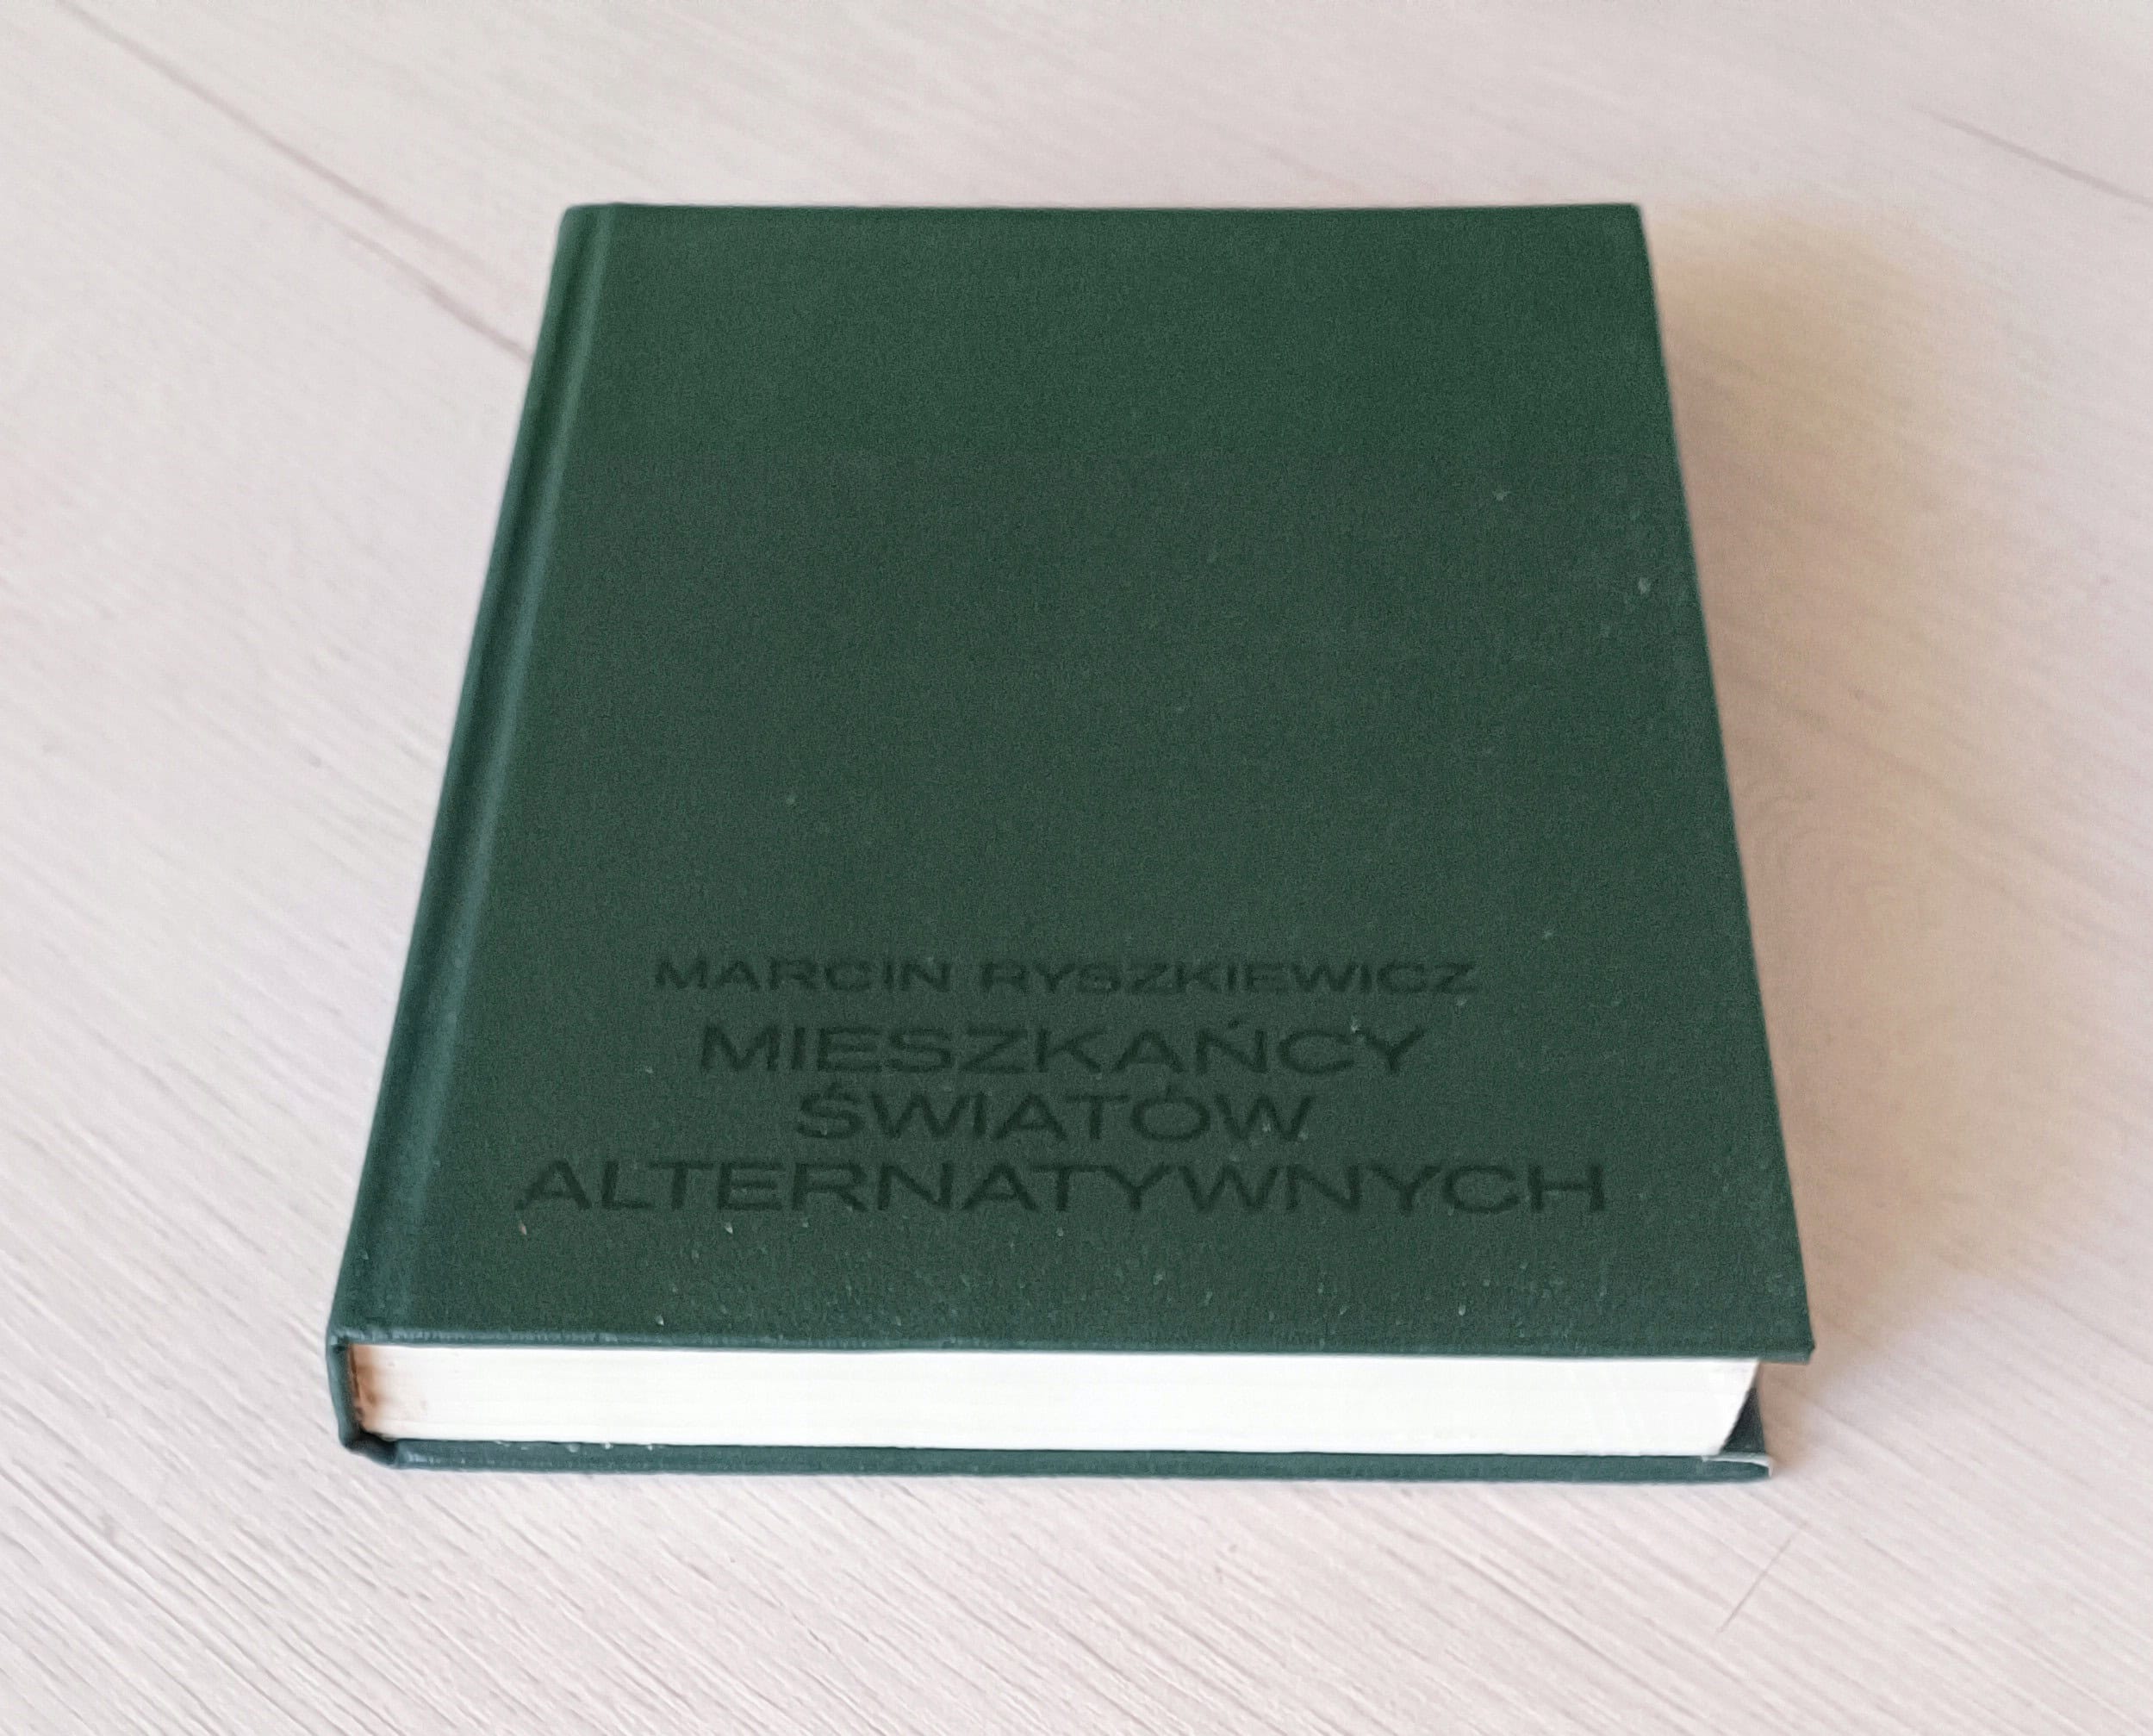 MARCIN RYSZKIEWICZ
MIESZKAŃCY
ŚWIATÓW
ALTERNATYWNYCH